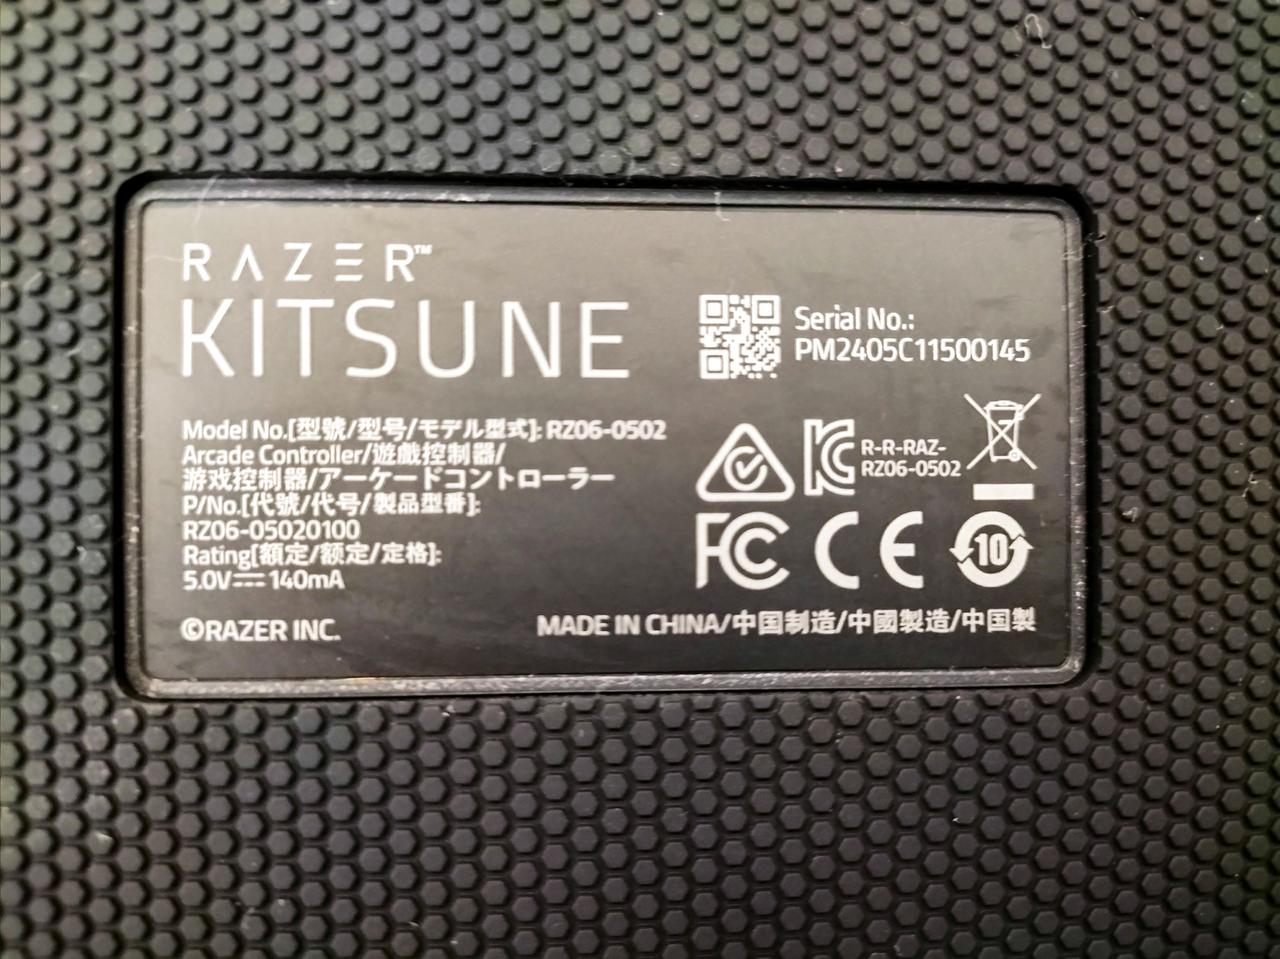 RAZER™
KITSUNE
Serial No.:
PM2405C11500145
Model No.[型號/型号/モデル型式]: RZ06-0502
Arcade Controller/遊戲控制器/
游戏控制器/アーケードコントローラー
P/No.[代號/代号/製品型番]:
RZ06-05020100
Rating[額定/额定/定格]:
5.0V⎓140mA
R-R-RAZ-
RZ06-0502
FC CE 10
©RAZER INC.
MADE IN CHINA/中国制造/中國製造/中国製